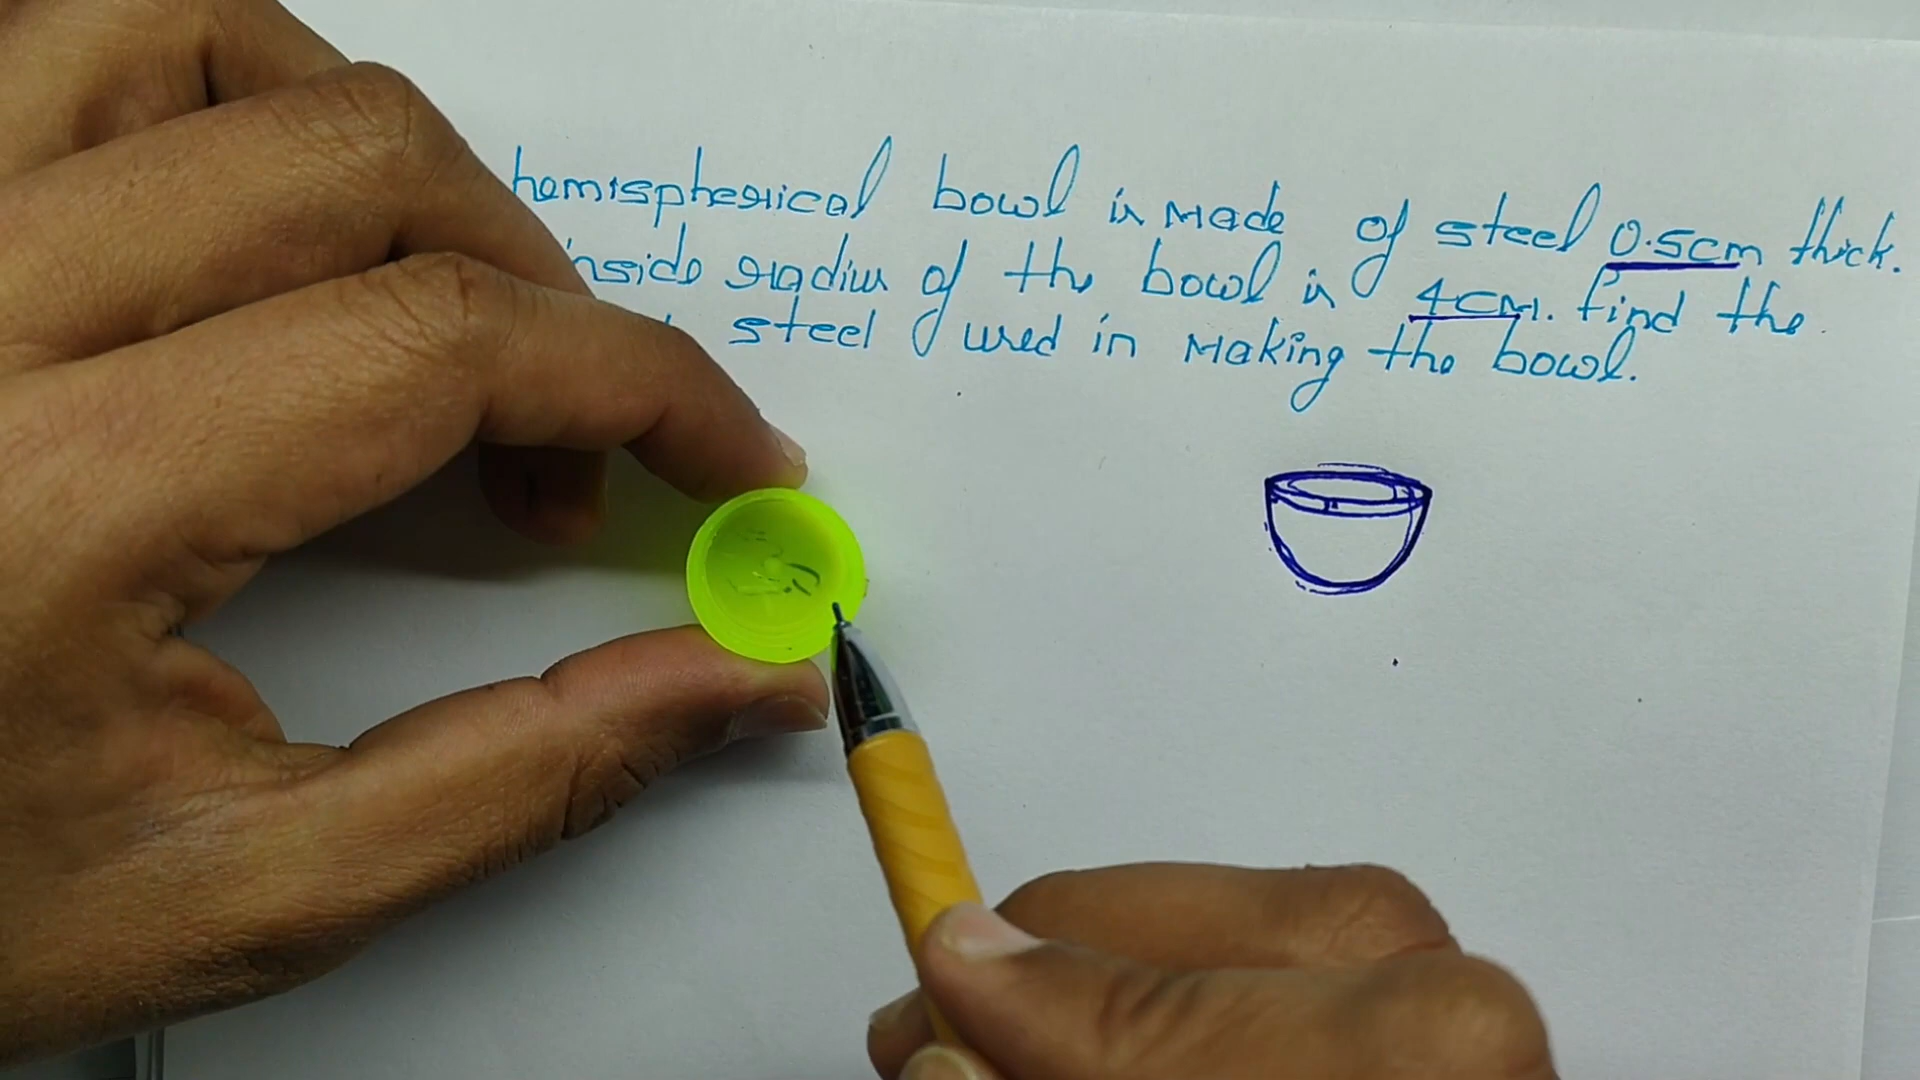 hemispherical bowl is made of steel 0.5cm thick.
inside radius of the bowl is 4cm. find the
steel used in making the bowl.